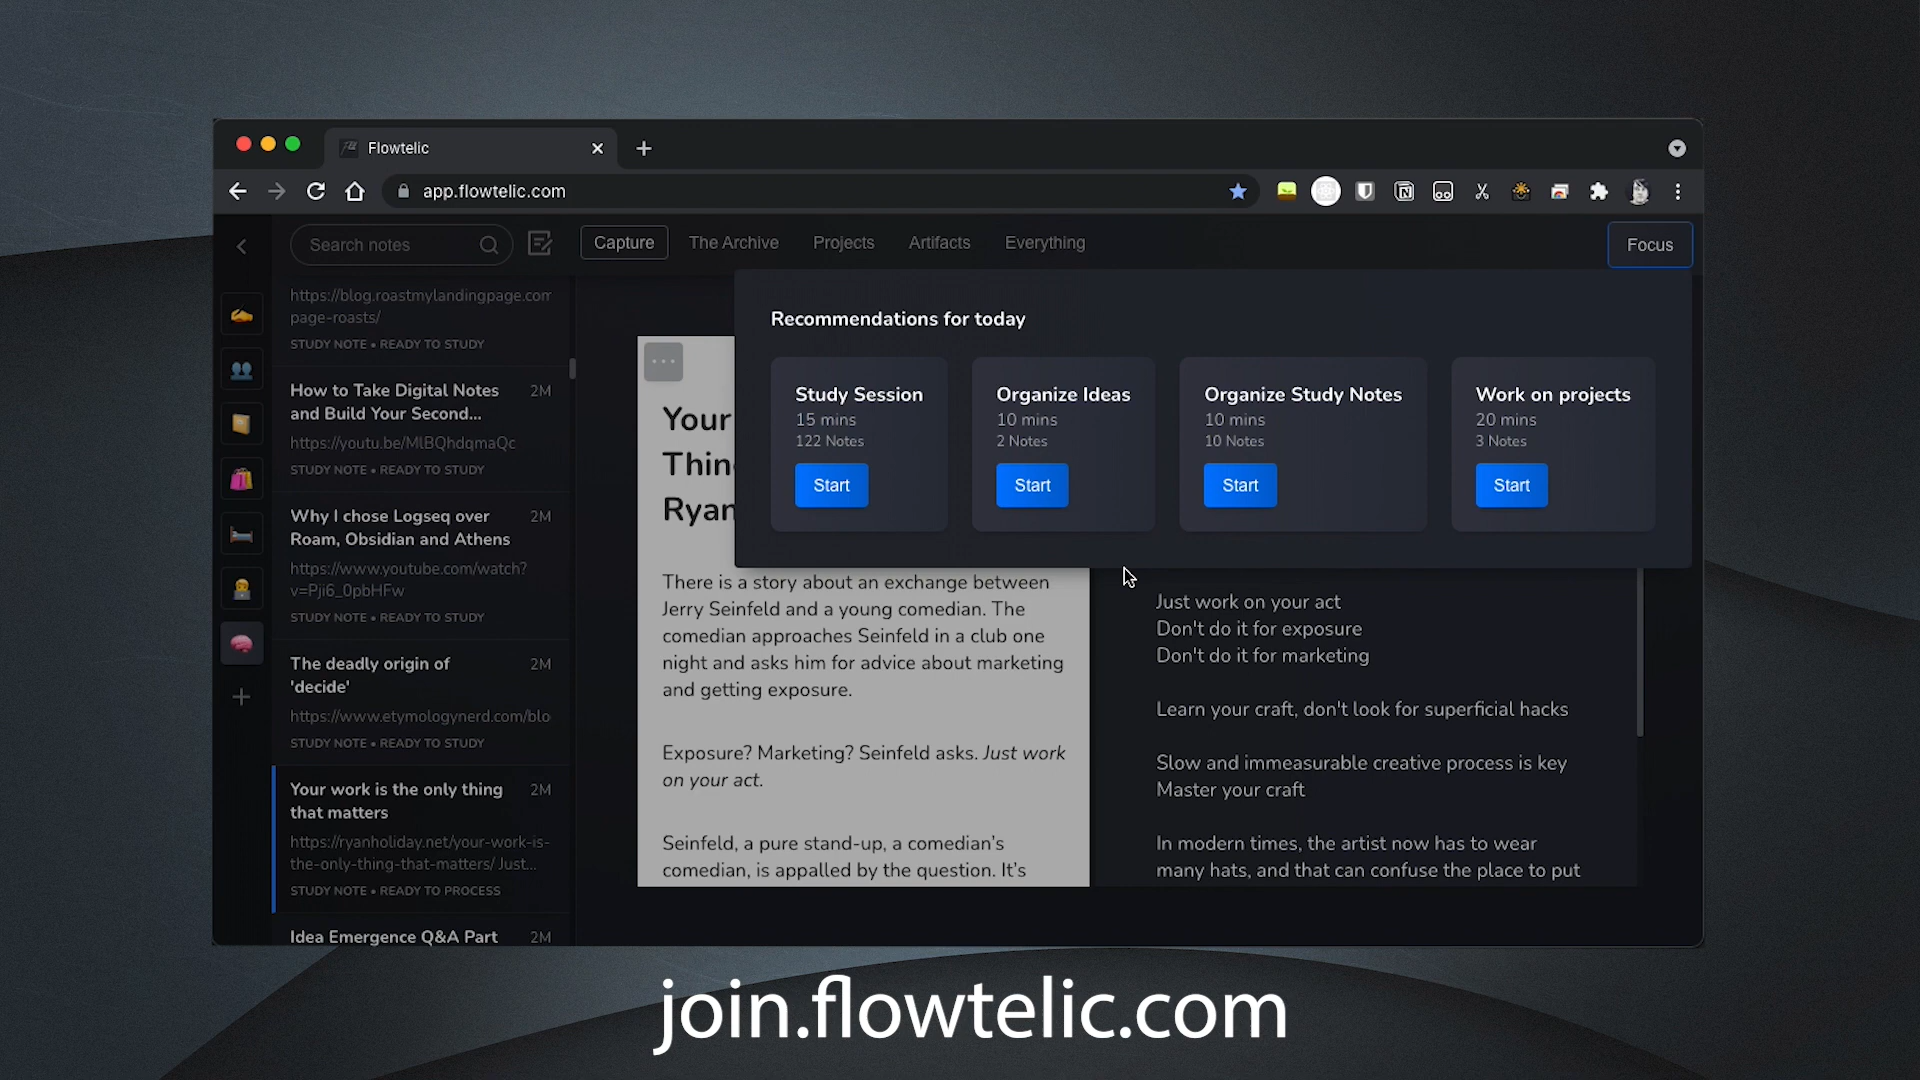 Flowtelic
app.flowtelic.com
Search notes
Capture
The Archive
Projects
Artifacts
Everything
Focus
https://blog.roastmylandingpage.com
page-roasts/
STUDY NOTE • READY TO STUDY
How to Take Digital Notes 2M
and Build Your Second...
https://youtu.be/MlBQhdqmaQc
STUDY NOTE • READY TO STUDY
Why I chose Logseq over 2M
Roam, Obsidian and Athens
https://www.youtube.com/watch?
v=Pji6_0pbHFw
STUDY NOTE • READY TO STUDY
The deadly origin of 2M
'decide'
https://www.etymologynerd.com/blo
STUDY NOTE • READY TO STUDY
Your work is the only thing 2M
that matters
https://ryanholiday.net/your-work-is-
the-only-thing-that-matters/ Just...
STUDY NOTE • READY TO PROCESS
Idea Emergence Q&A Part 2M
Recommendations for today
Study Session
15 mins
122 Notes
Start
Organize Ideas
10 mins
2 Notes
Start
Organize Study Notes
10 mins
10 Notes
Start
Work on projects
20 mins
3 Notes
Start
Your
Thin
Ryan
There is a story about an exchange between
Jerry Seinfeld and a young comedian. The
comedian approaches Seinfeld in a club one
night and asks him for advice about marketing
and getting exposure.
Exposure? Marketing? Seinfeld asks. Just work
on your act.
Seinfeld, a pure stand-up, a comedian's
comedian, is appalled by the question. It's
Just work on your act
Don't do it for exposure
Don't do it for marketing
Learn your craft, don't look for superficial hacks
Slow and immeasurable creative process is key
Master your craft
In modern times, the artist now has to wear
many hats, and that can confuse the place to put
join.flowtelic.com